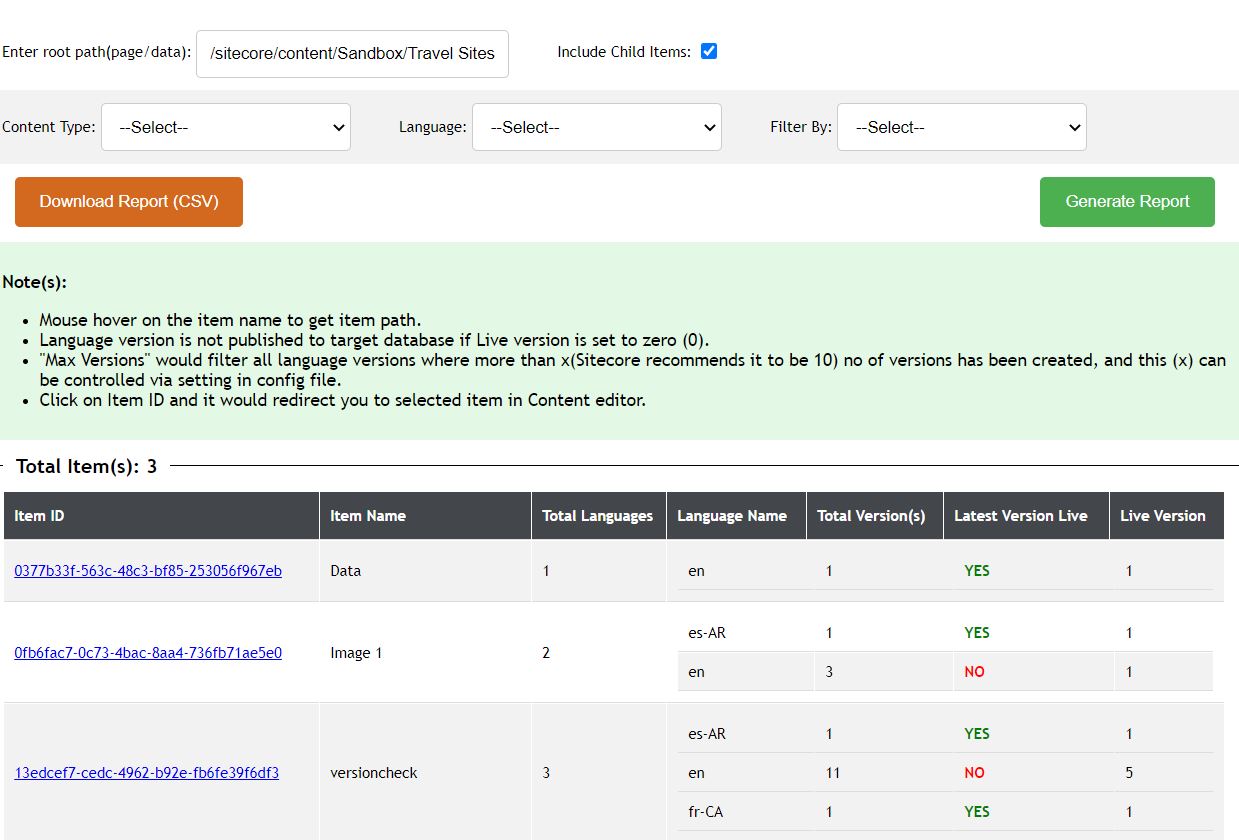 Enter root path(page/data): /sitecore/content/Sandbox/Travel Sites Include Child Items:
Content Type: --Select-- Language: --Select-- Filter By: --Select--
Download Report (CSV) Generate Report
Note(s):
• Mouse hover on the item name to get item path.
• Language version is not published to target database if Live version is set to zero (0).
• "Max Versions" would filter all language versions where more than x(Sitecore recommends it to be 10) no of versions has been created, and this (x) can
be controlled via setting in config file.
• Click on Item ID and it would redirect you to selected item in Content editor.
Total Item(s): 3
Item ID Item Name Total Languages Language Name Total Version(s) Latest Version Live Live Version
0377b33f-563c-48c3-bf85-253056f967eb Data 1 en 1 YES 1
es-AR 1 YES 1
0fb6fac7-0c73-4bac-8aa4-736fb71ae5e0 Image 1 2
en 3 NO 1
es-AR 1 YES 1
13edcef7-cedc-4962-b92e-fb6fe39f6df3 versioncheck 3 en 11 NO 5
fr-CA 1 YES 1